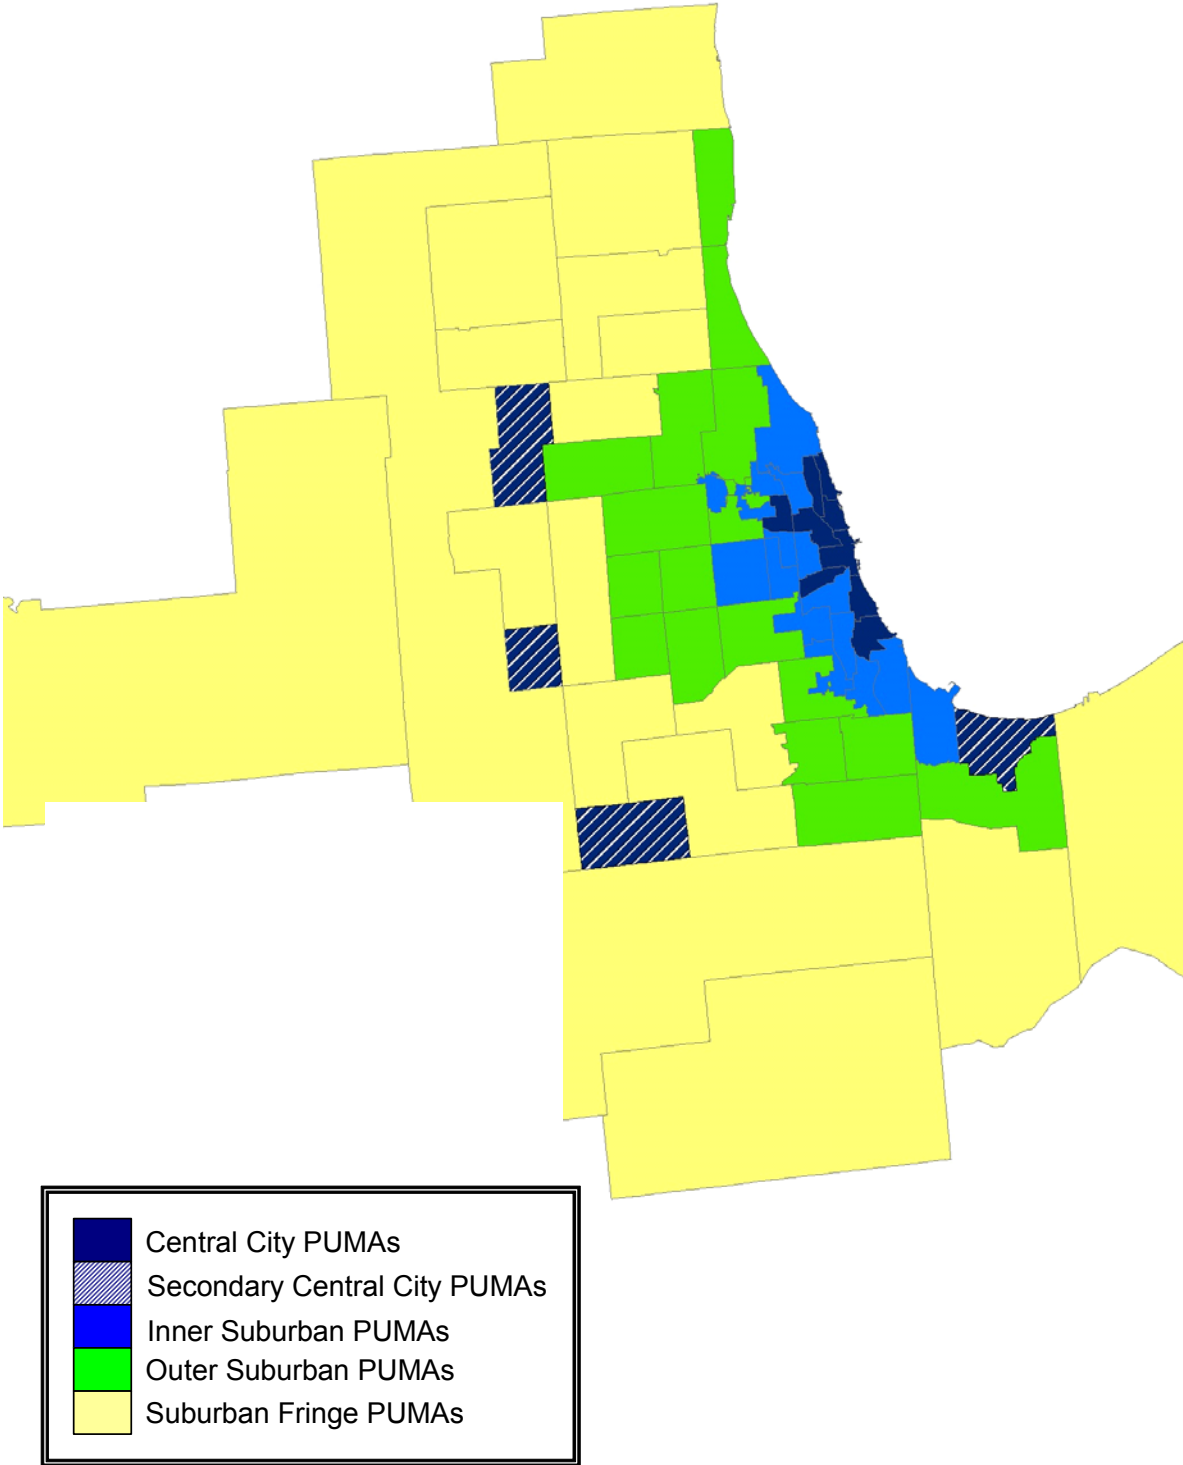 Central City PUMAs
Secondary Central City PUMAs
Inner Suburban PUMAs
Outer Suburban PUMAs
Suburban Fringe PUMAs